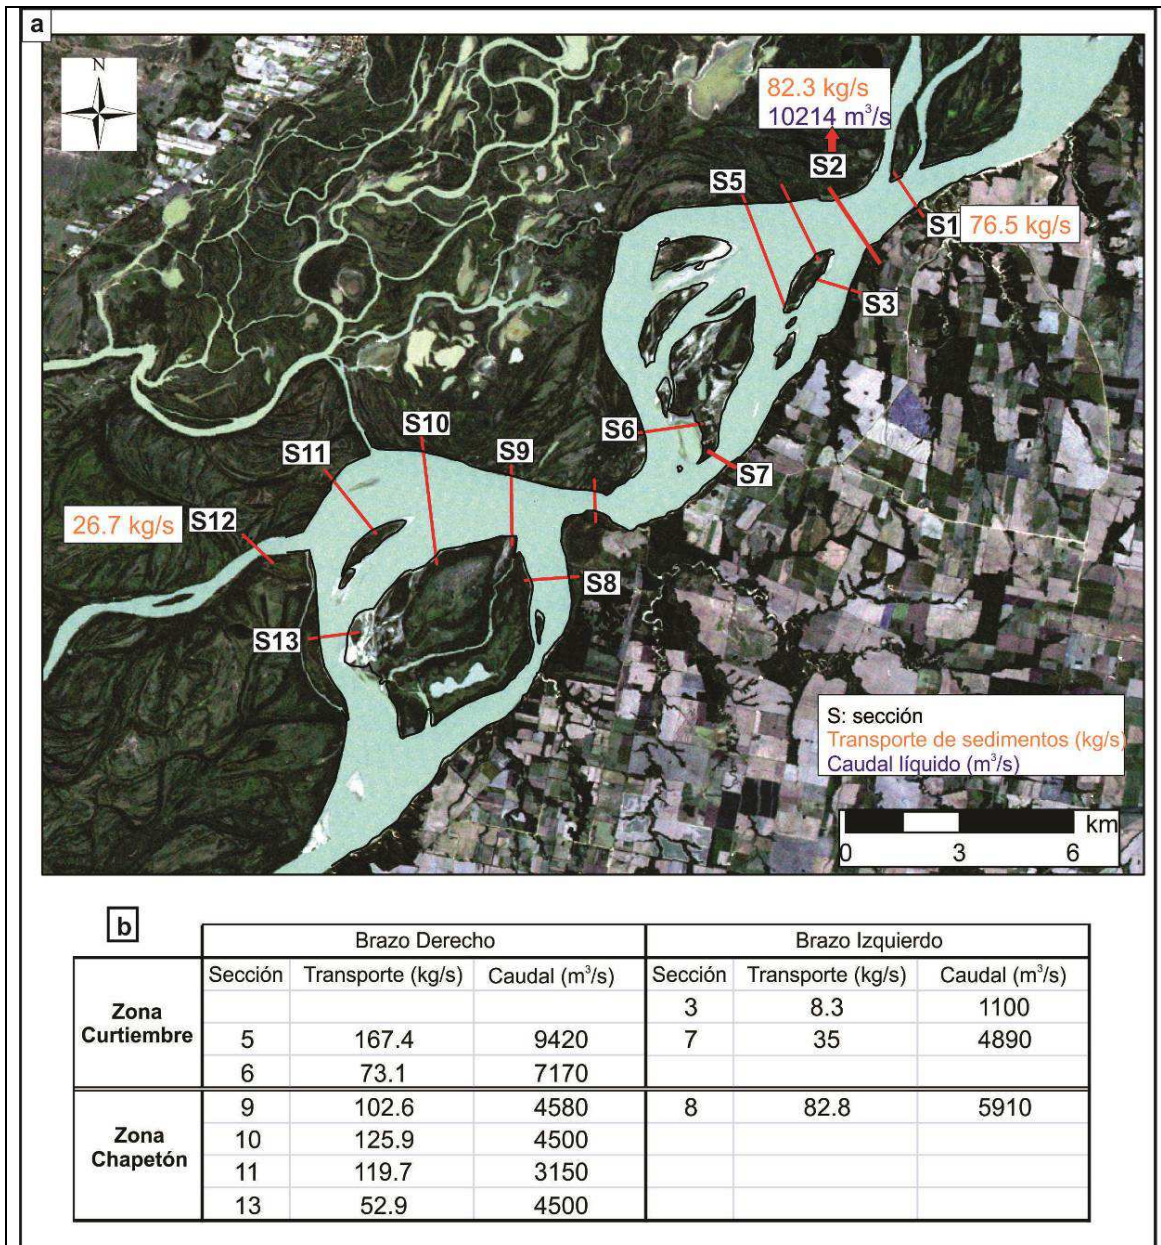 a
N
82.3 kg/s
10214 m³/s
S2
S5
S1 76.5 kg/s
S3
S10
S6
S9
S11
S7
26.7 kg/s S12
S8
S13
S: sección
Transporte de sedimentos (kg/s)
Caudal líquido (m³/s)
km
0 3 6
b
Brazo Derecho Brazo Izquierdo
Sección Transporte (kg/s) Caudal (m³/s) Sección Transporte (kg/s) Caudal (m³/s)
Zona Curtiembre
3 8.3 1100
5 167.4 9420 7 35 4890
6 73.1 7170
Zona Chapetón
9 102.6 4580 8 82.8 5910
10 125.9 4500
11 119.7 3150
13 52.9 4500